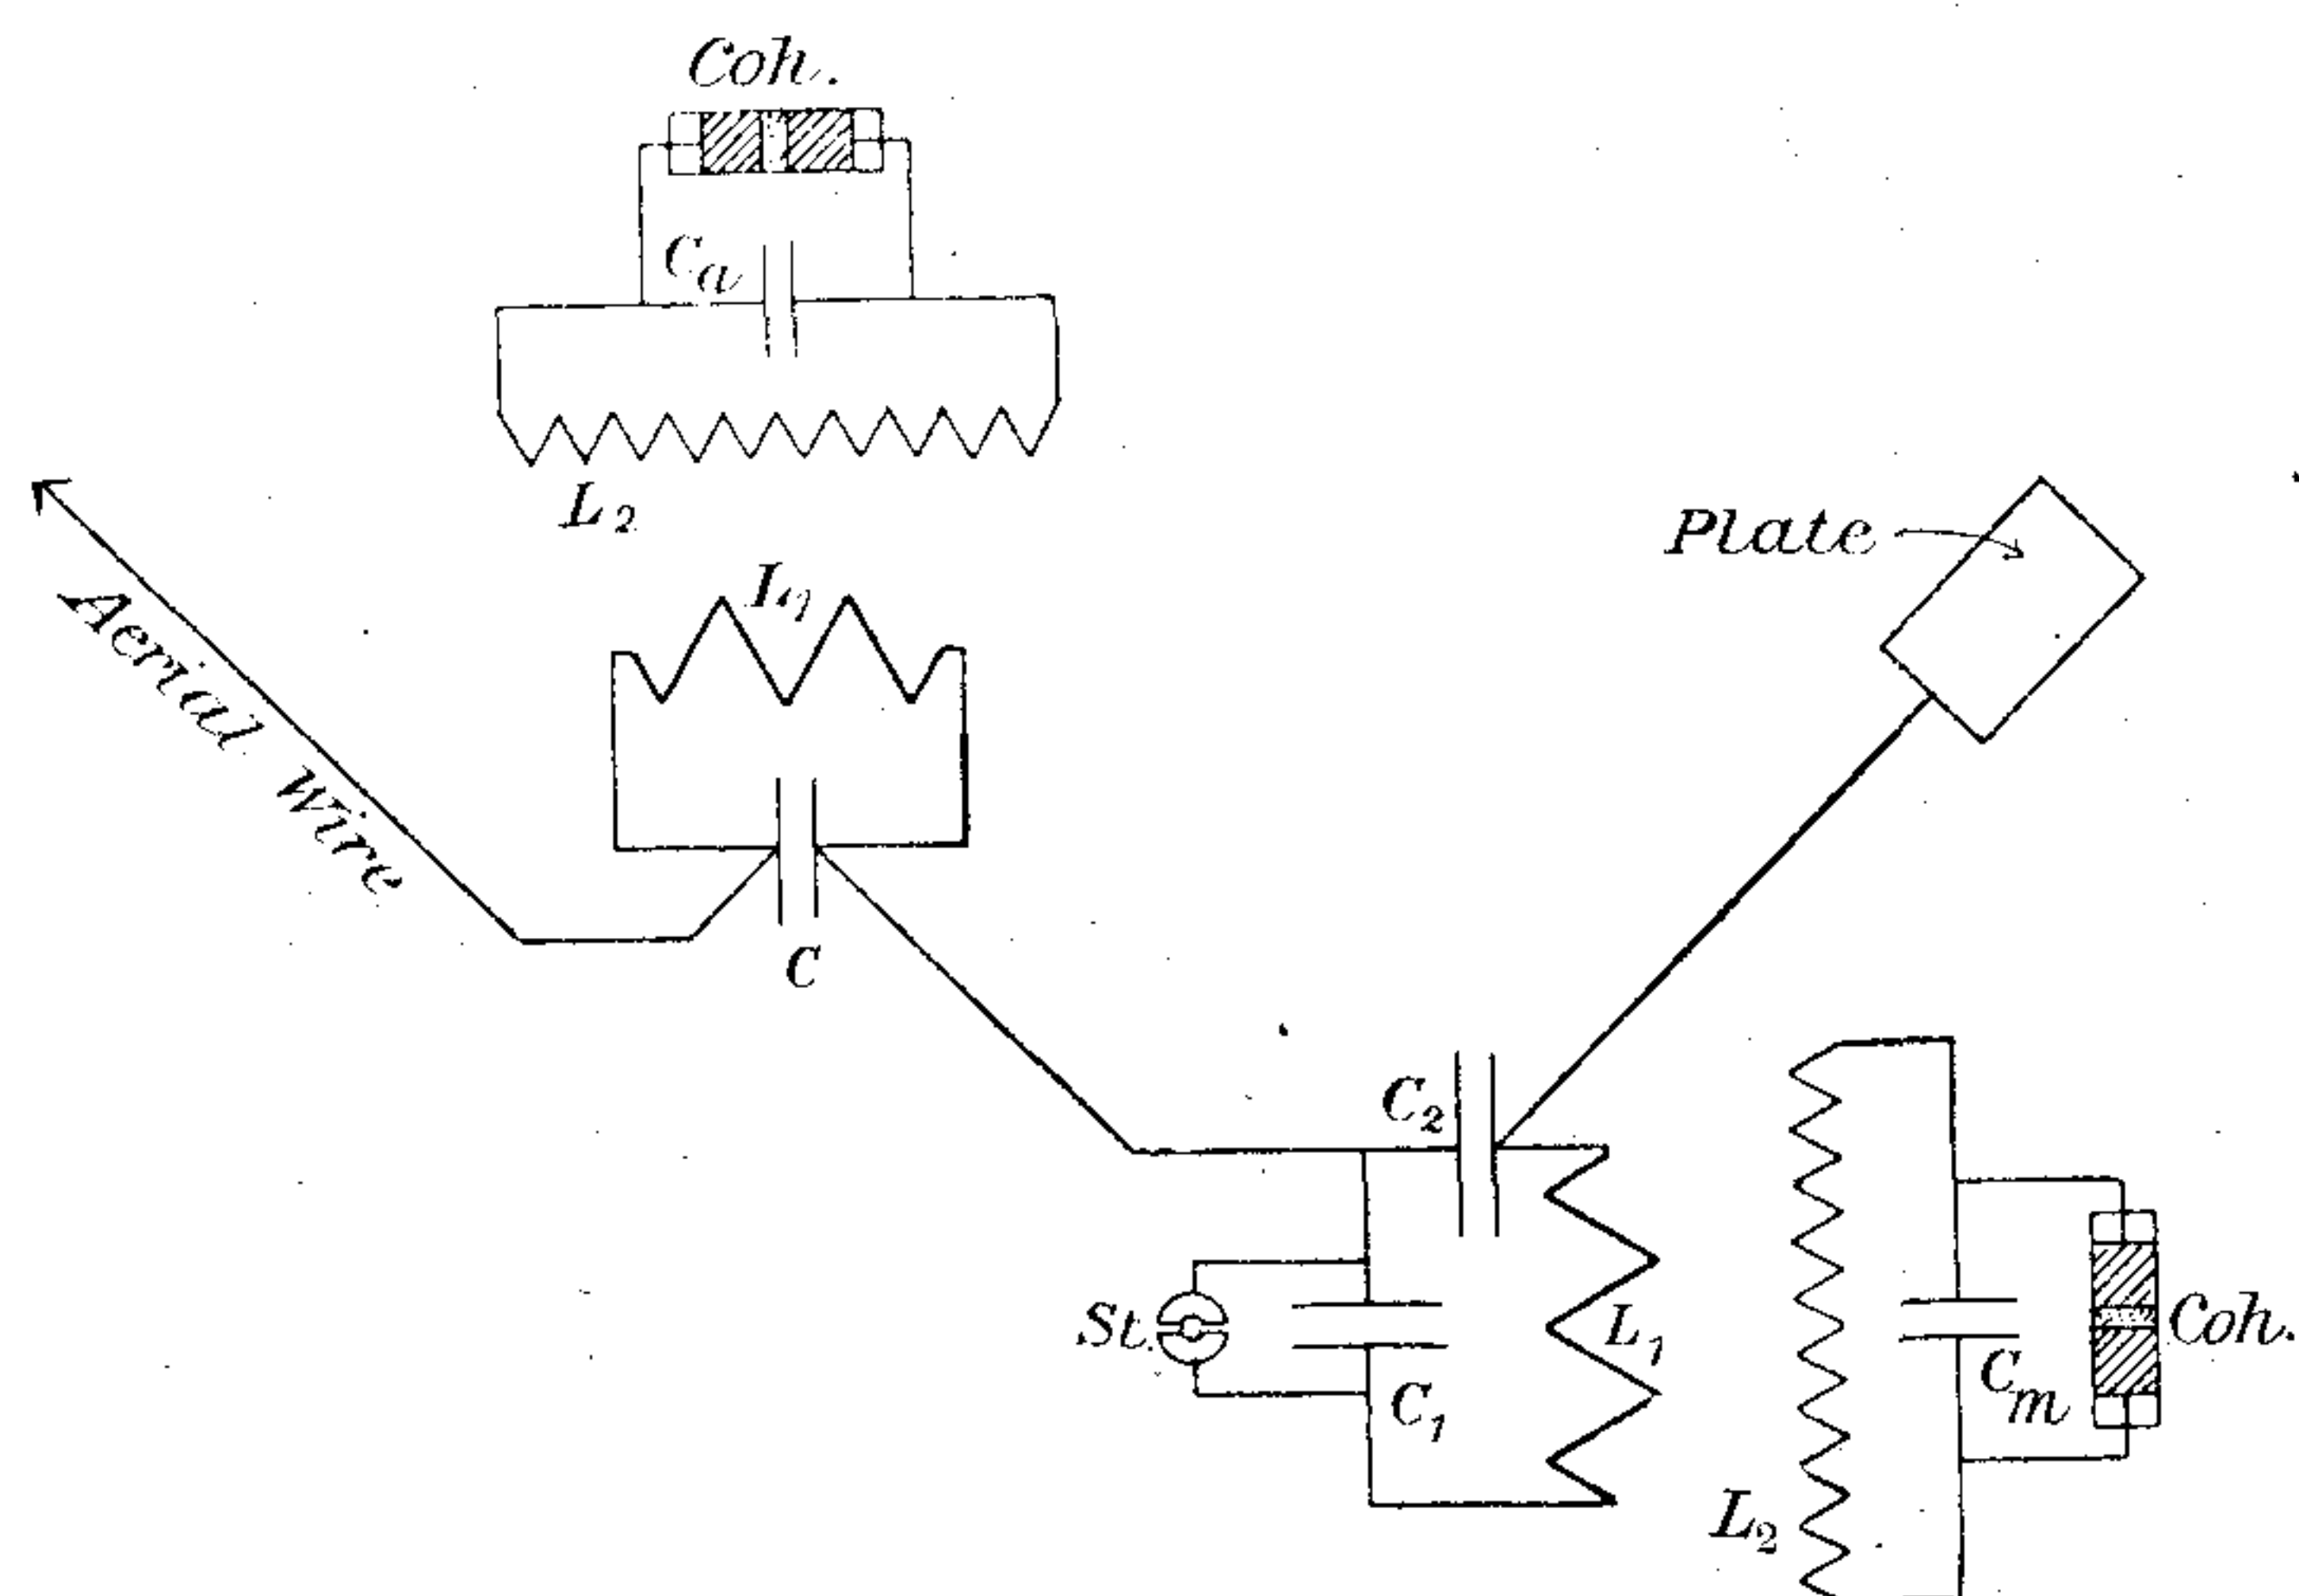 Coh.
Ca
L2
Plate
L1
Aerial Wire
C
C2
St.
L1
C1
Cm
Coh.
L2